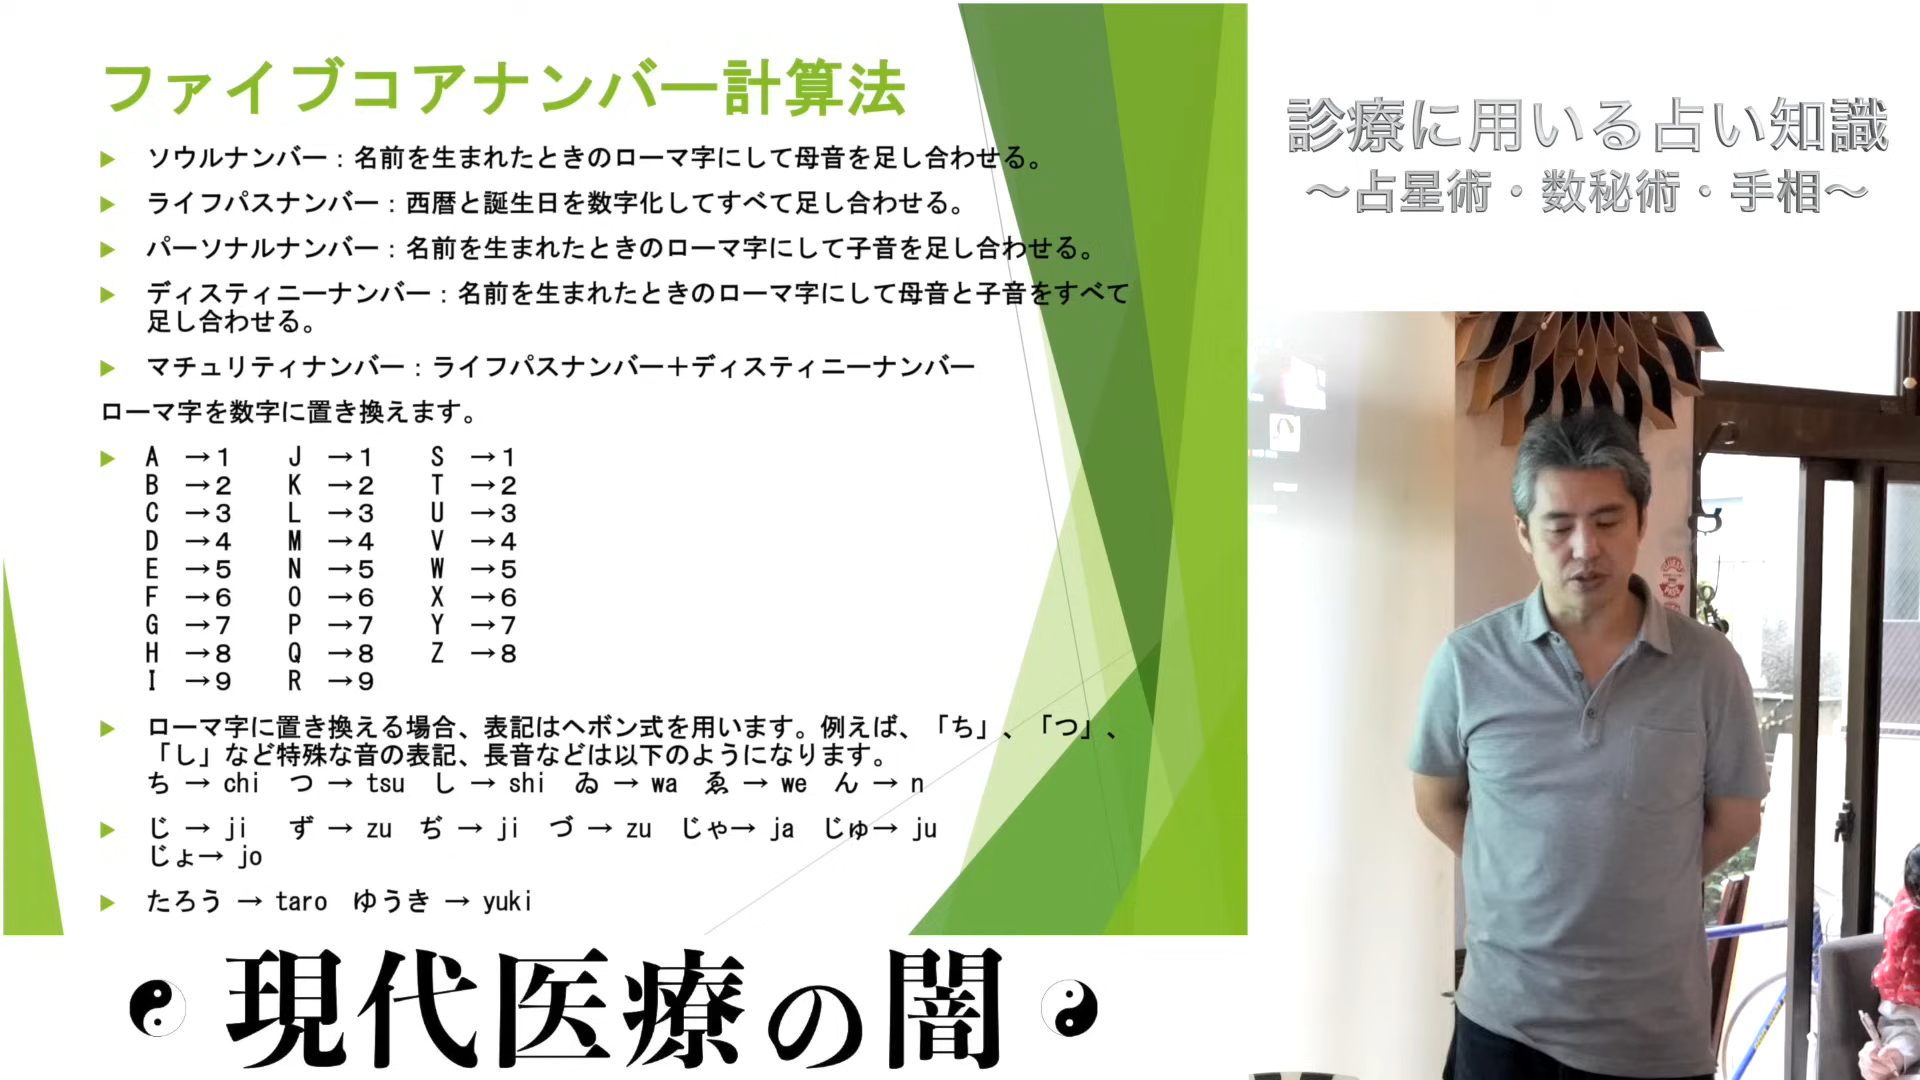 ファイブコアナンバー計算法
ソウルナンバー：名前を生まれたときのローマ字にして母音を足し合わせる。
ライフパスナンバー：西暦と誕生日を数字化してすべて足し合わせる。
パーソナルナンバー：名前を生まれたときのローマ字にして子音を足し合わせる。
ディスティニーナンバー：名前を生まれたときのローマ字にして母音と子音をすべて
足し合わせる。
マチュリティナンバー：ライフパスナンバー＋ディスティニーナンバー
ローマ字を数字に置き換えます。
A →1 J →1 S →1
B →2 K →2 T →2
C →3 L →3 U →3
D →4 M →4 V →4
E →5 N →5 W →5
F →6 O →6 X →6
G →7 P →7 Y →7
H →8 Q →8 Z →8
I →9 R →9
ローマ字に置き換える場合、表記はヘボン式を用います。例えば、「ち」、「つ」、
「し」など特殊な音の表記、長音などは以下のようになります。
ち → chi つ → tsu し → shi ゐ → wa ゑ → we ん → n
じ → ji ず → zu ぢ → ji づ → zu じゃ→ ja じゅ→ ju
じょ→ jo
たろう → taro ゆうき → yuki
診療に用いる占い知識
～占星術・数秘術・手相～
現代医療の闇